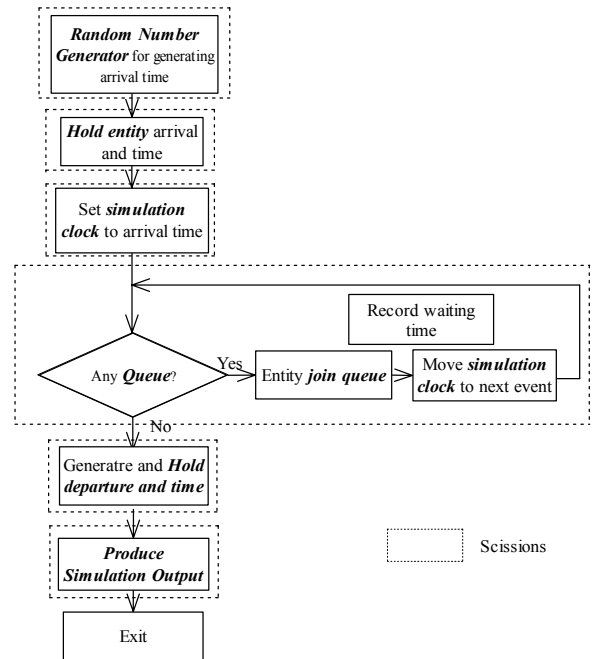 Random Number
Generator for generating
arrival time
Hold entity arrival
and time
Set simulation
clock to arrival time
Record waiting
time
Any Queue?
Yes
Entity join queue
Move simulation
clock to next event
No
Generatre and Hold
departure and time
Produce
Simulation Output
Scissions
Exit